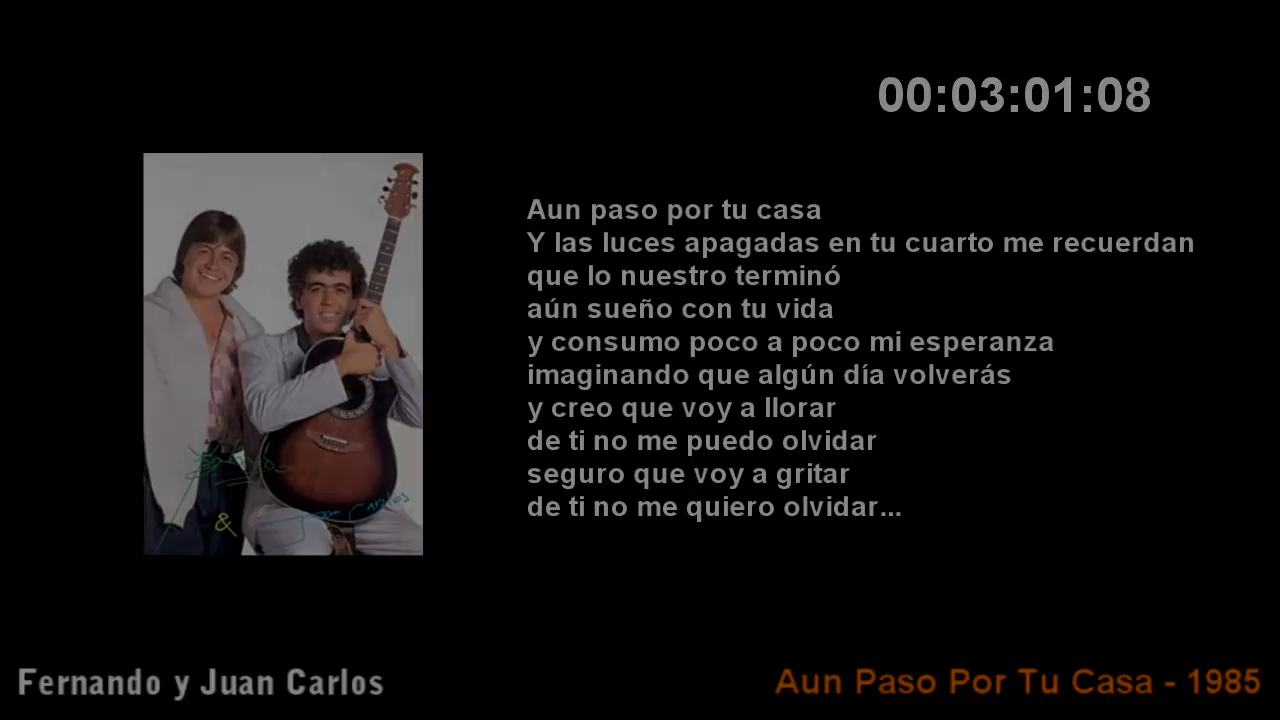 00:03:01:08
Aun paso por tu casa
Y las luces apagadas en tu cuarto me recuerdan
que lo nuestro terminó
aún sueño con tu vida
y consumo poco a poco mi esperanza
imaginando que algún día volverás
y creo que voy a llorar
de ti no me puedo olvidar
seguro que voy a gritar
de ti no me quiero olvidar...
Fernando
&
Juan Carlos
Fernando y Juan Carlos
Aun Paso Por Tu Casa - 1985